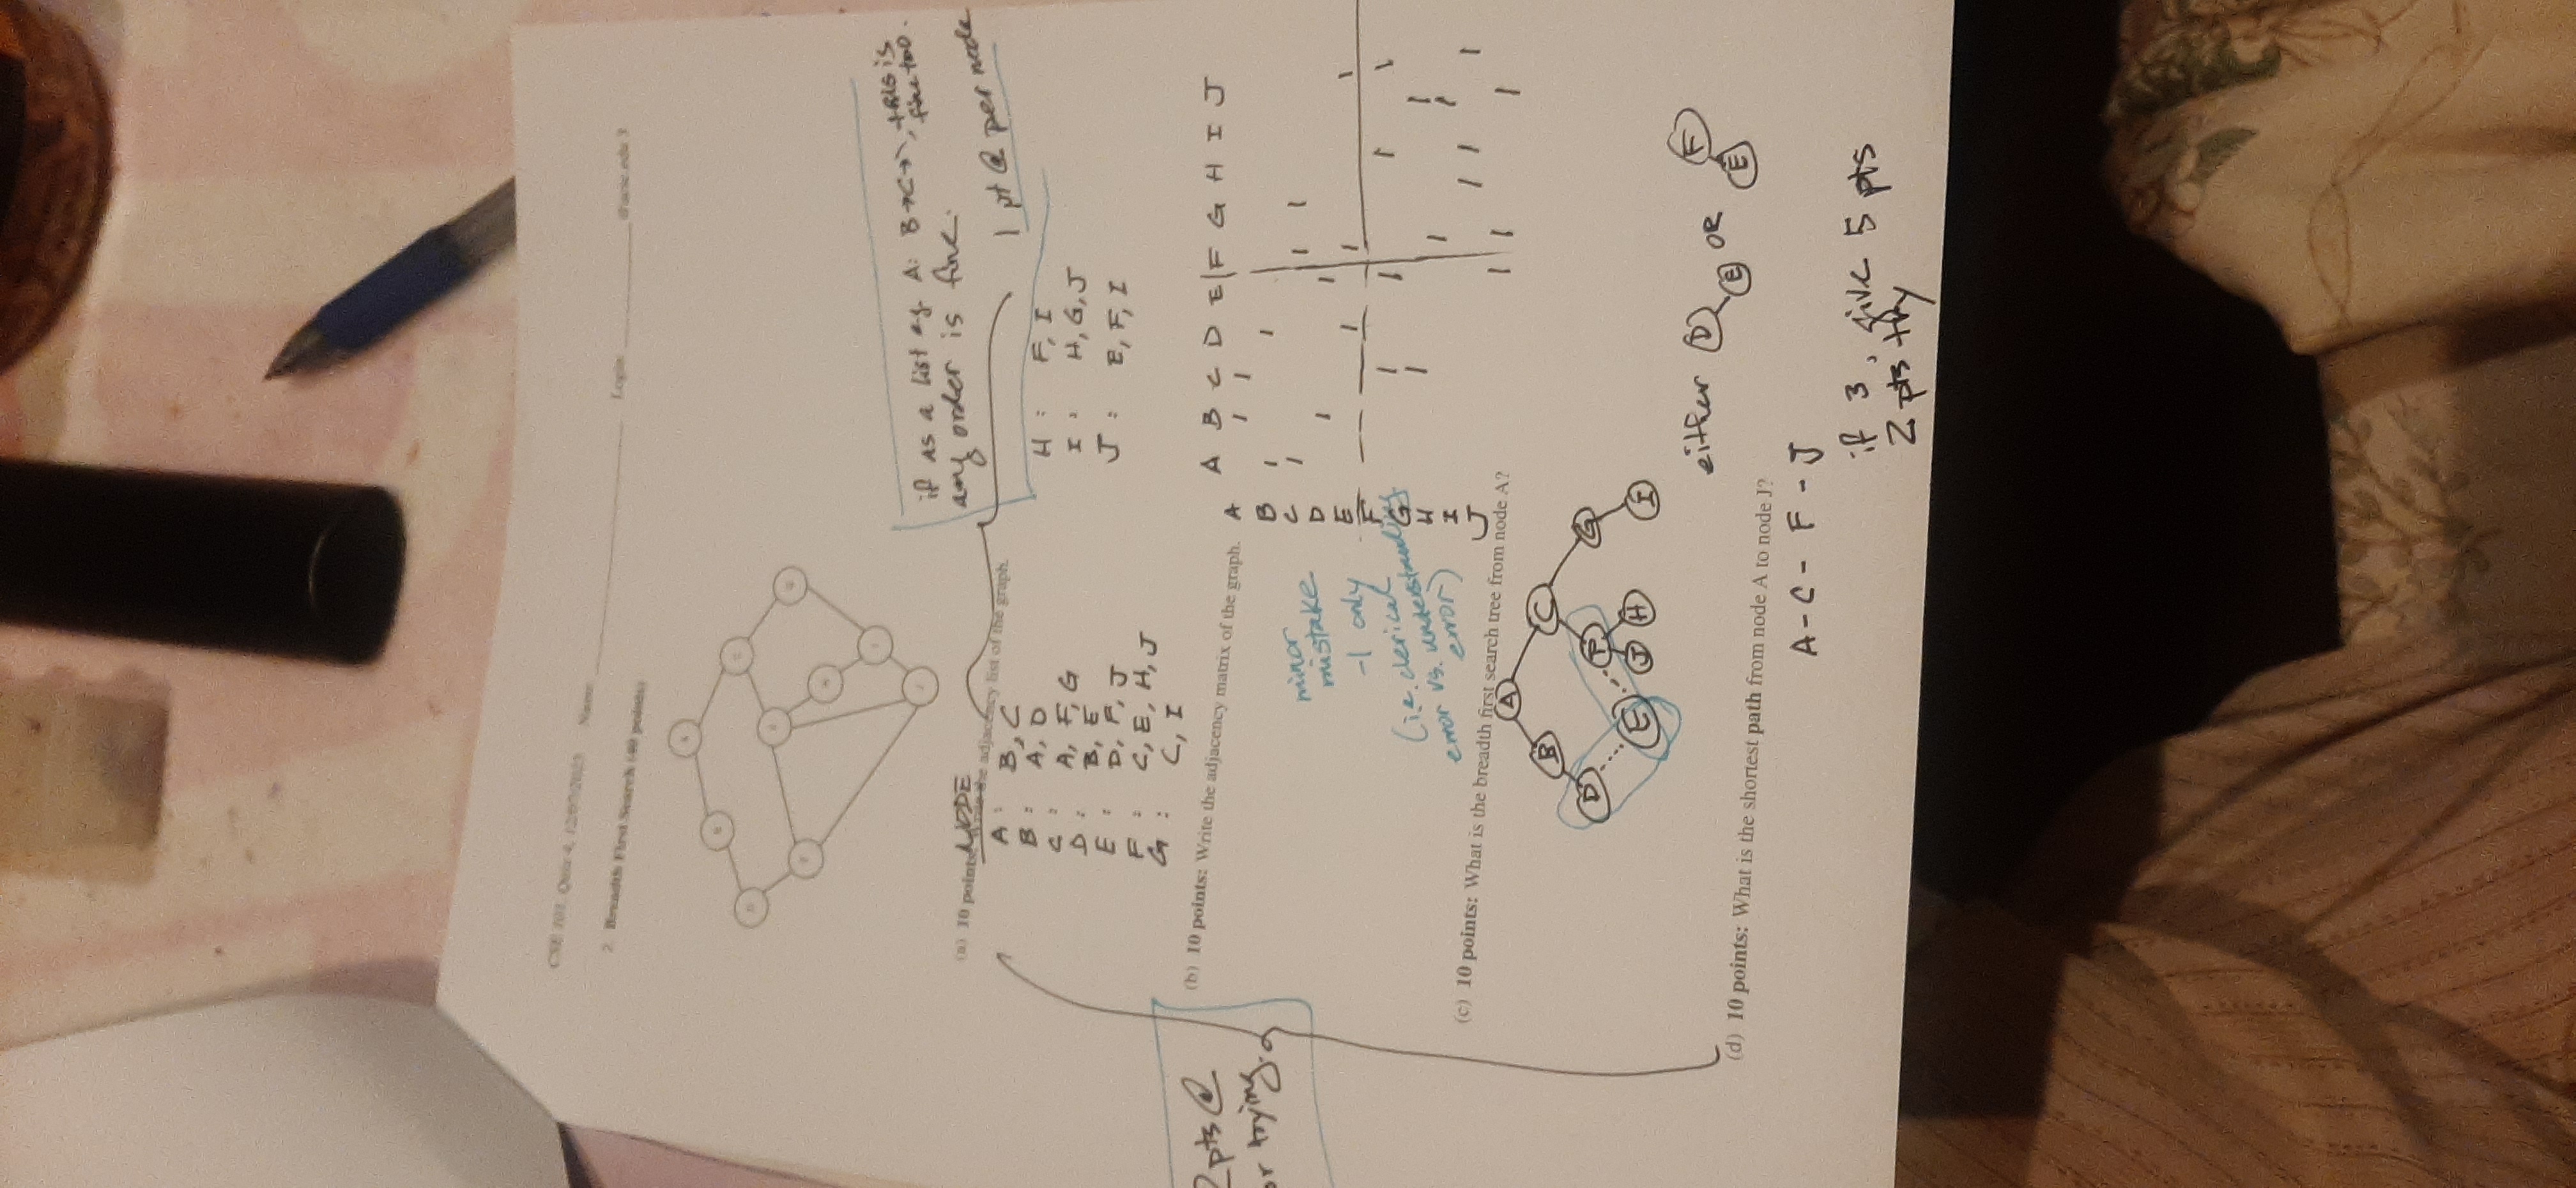 CSE 101, Quiz 4, 12/07/2023 Name: Login: @ucsc.edu 3
2. Breadth First Search (40 points)
A
B
C
D
F
G
E
H
I
J
if as a list eg. A: B→C→\, this is
fine too.
any order is fine.
1 pt @ per node
(a) 10 points: Write the adjacency list of the graph.
NODE
A: B, C
B: A, D
C: A, F, G
D: B, E
E: D, F, J
F: C, E, H, J
G: C, I
H: F, I
I: H, G, J
J: E, F, I
2 pts @
or trying.
(b) 10 points: Write the adjacency matrix of the graph.
A B C D E F G H I J
A 1 1
B 1 1
C 1 1 1
D 1 1
E 1 1 1
F 1 1 1 1
G 1 1
H 1 1
I 1 1 1
J 1 1 1
minor
mistake
-1 only
(i.e. clerical
error vs. understanding
error)
(c) 10 points: What is the breadth first search tree from node A?
A
B C
D F G
E J H I
either D E OR F E
(d) 10 points: What is the shortest path from node A to node J?
A - C - F - J
if 3, give 5 pts
2 pts try